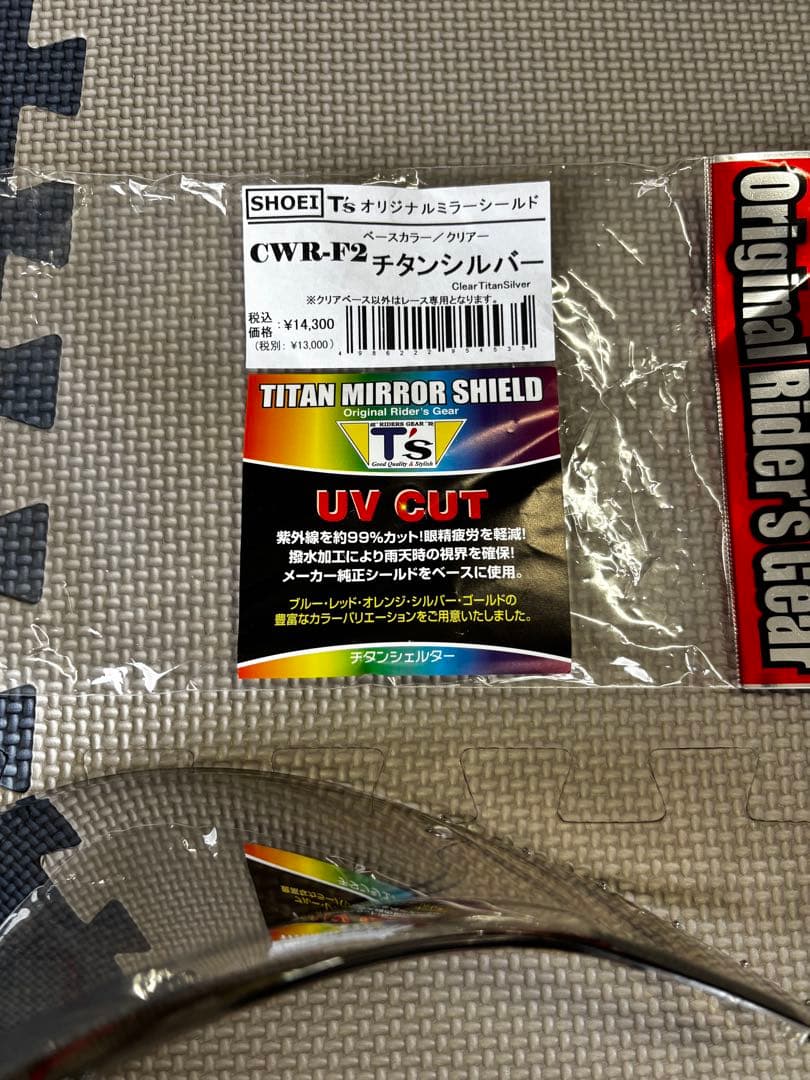 SHOEI T'sオリジナルミラーシールド
ベースカラー／クリアー
CWR-F2 チタンシルバー
ClearTitanSilver
※クリアベース以外はレース専用となります。
税込価格：¥14,300
(税別：¥13,000)
4986222954535
TITAN MIRROR SHIELD
Original Rider's Gear
RIDERS GEAR
T's
Good Quality & Stylish
UV CUT
紫外線を約99%カット!眼精疲労を軽減!
撥水加工により雨天時の視界を確保!
メーカー純正シールドをベースに使用。
ブルー・レッド・オレンジ・シルバー・ゴールドの
豊富なカラーバリエーションをご用意いたしました。
チタンシェルター
Original Rider's Gear